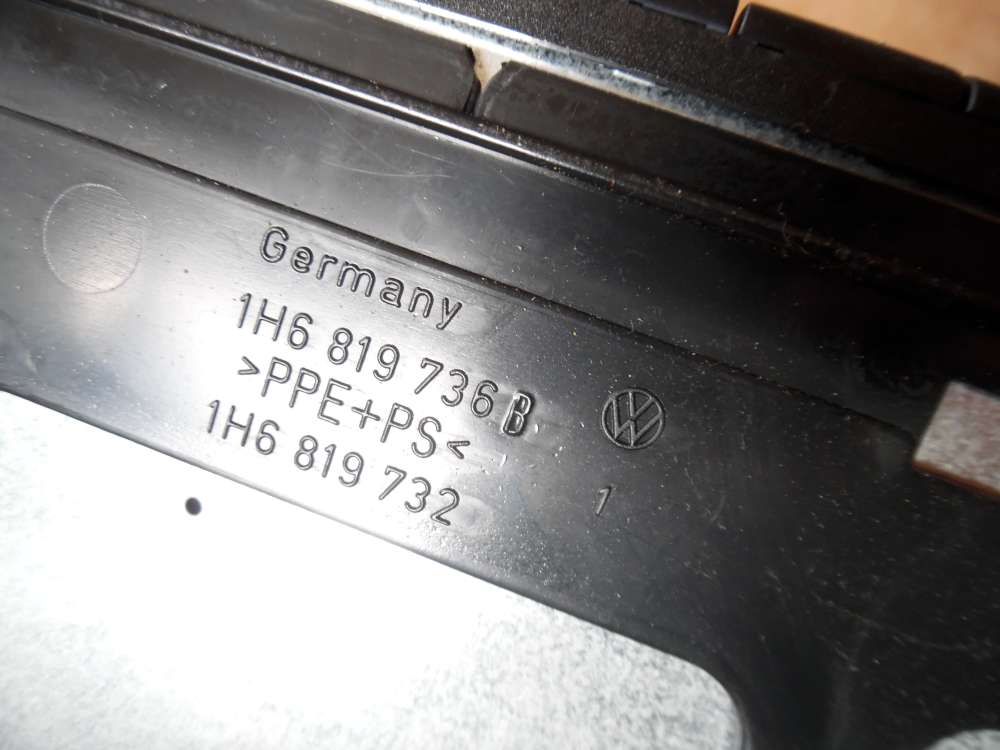 Germany
1H6 819 736 B
>PPE+PS<
1H6 819 732
1